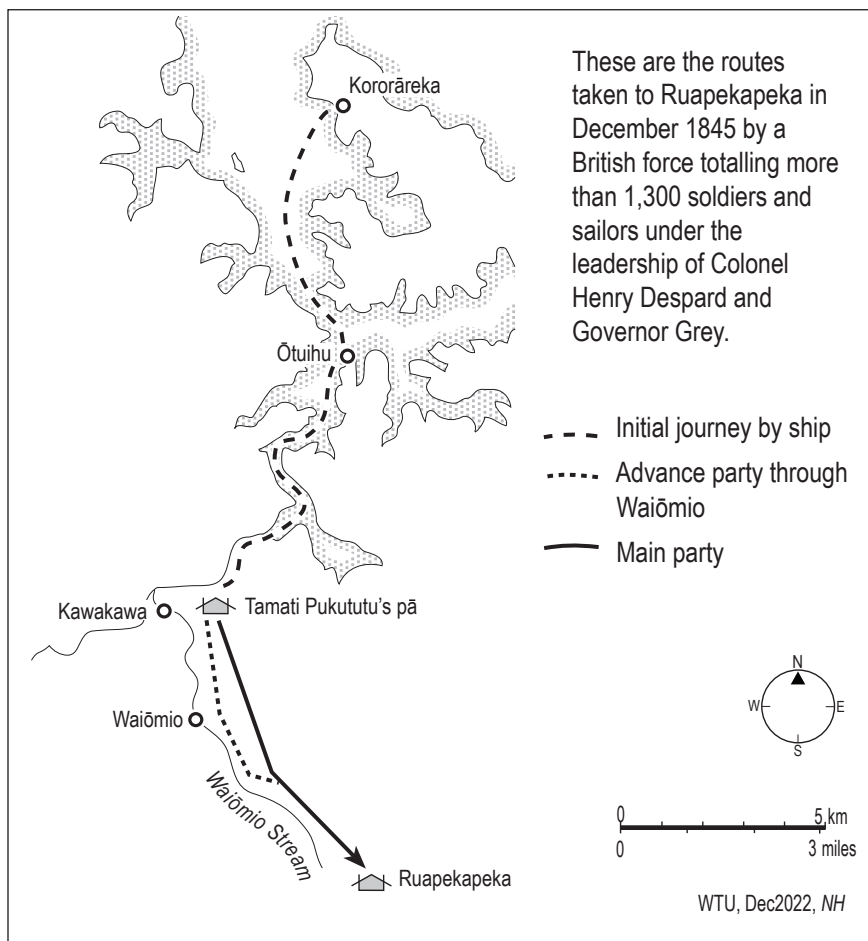 Kororāreka
These are the routes
taken to Ruapekapeka in
December 1845 by a
British force totalling more
than 1,300 soldiers and
sailors under the
leadership of Colonel
Henry Despard and
Governor Grey.
Ōtuihu
Initial journey by ship
Advance party through
Waiōmio
Main party
Kawakawa
Tamati Pukututu's pā
Waiōmio
Waiōmio Stream
Ruapekapeka
N
W
E
S
0 5 km
0 3 miles
WTU, Dec2022, NH